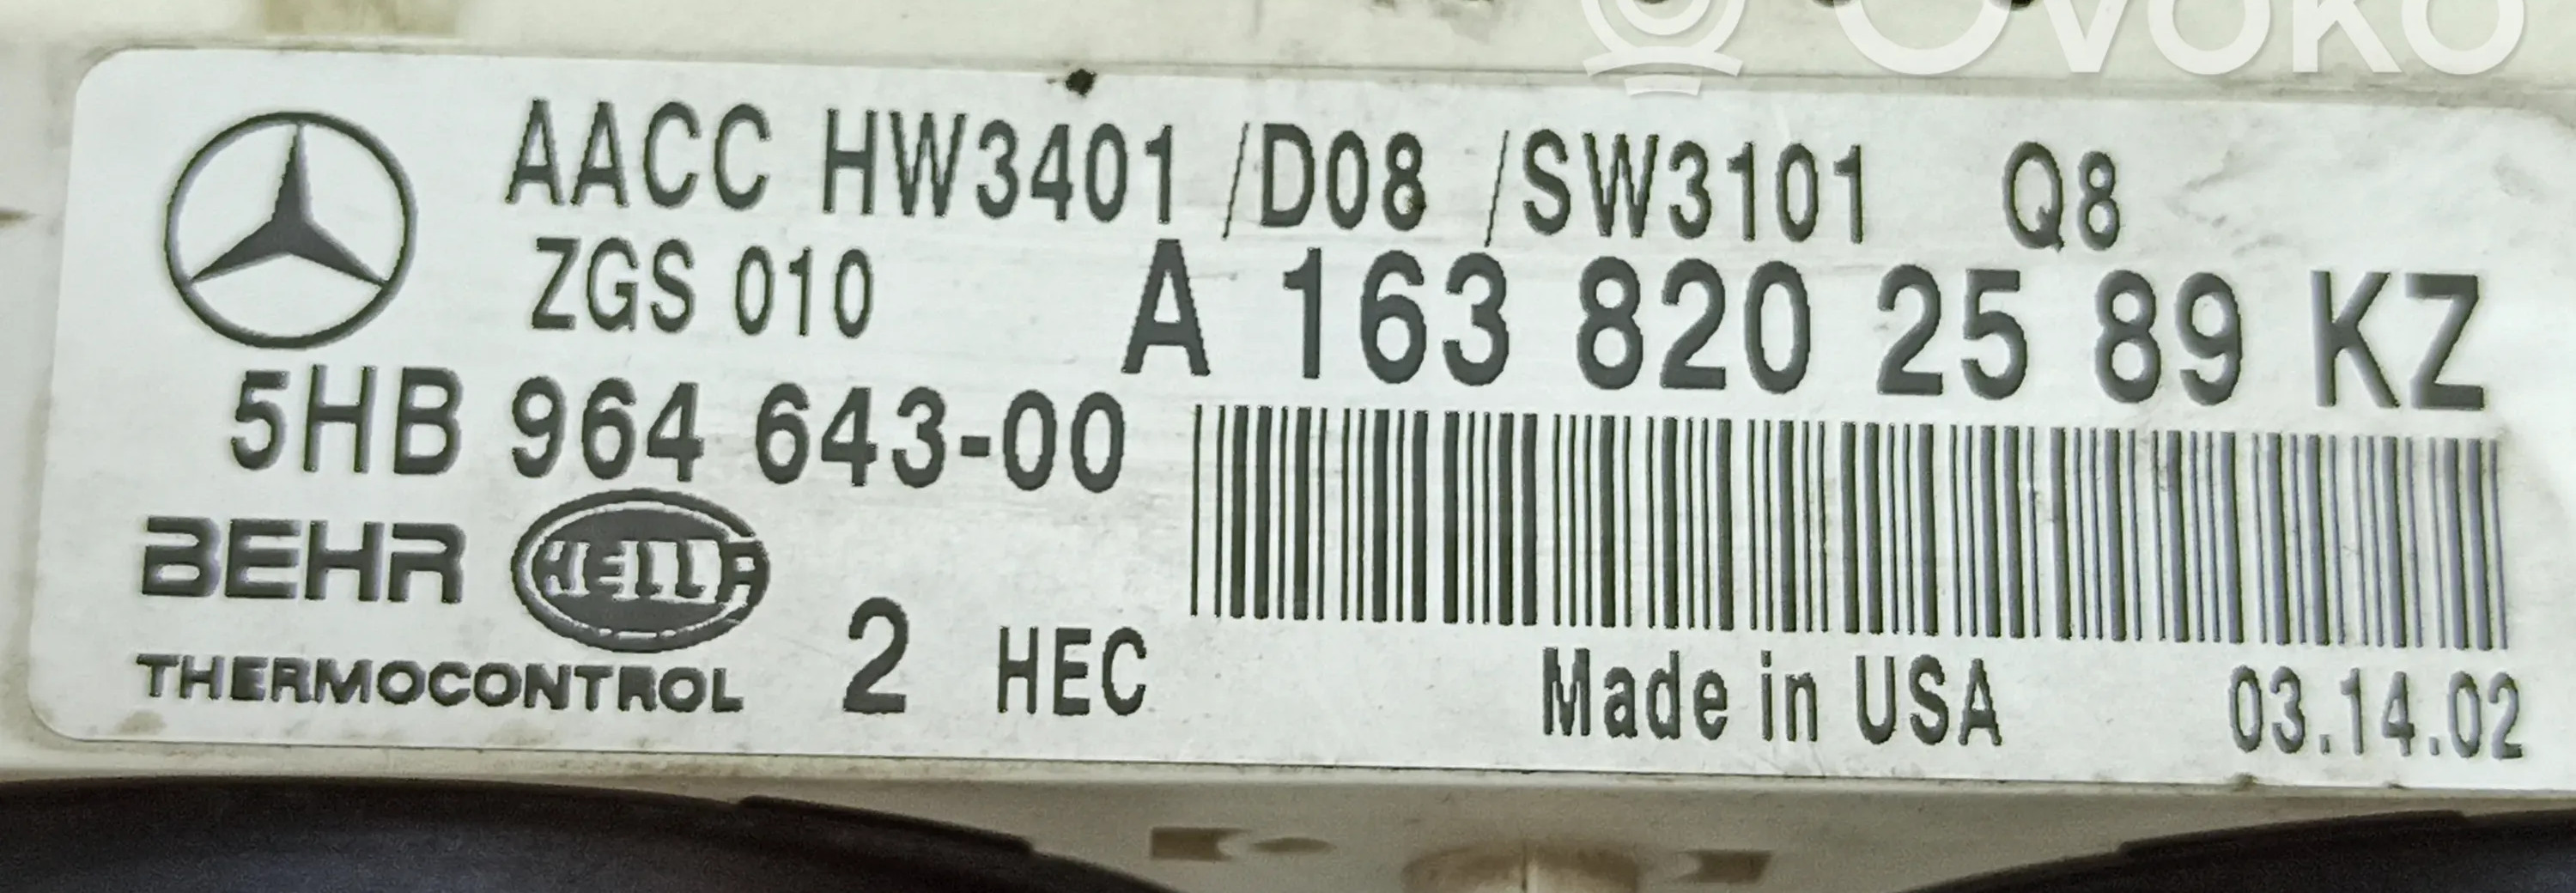 OVOKO
AACC HW3401 /D08 /SW3101 Q8
ZGS 010
A 163 820 25 89 KZ
5HB 964 643-00
BEHR HELLA
THERMOCONTROL
2 HEC
Made in USA 03.14.02